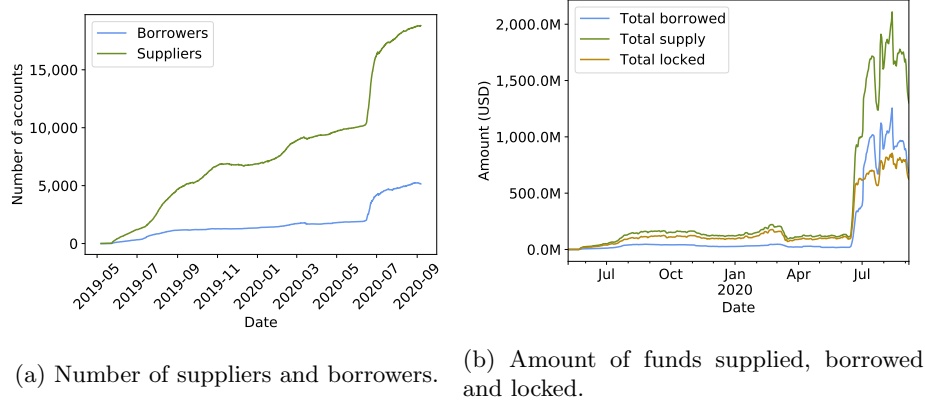 Number of accounts
15,000
10,000
5,000
0
Borrowers
Suppliers
2019-05
2019-07
2019-09
2019-11
2020-01
2020-03
2020-05
2020-07
2020-09
Date
(a) Number of suppliers and borrowers.
Amount (USD)
2,000.0M
1,500.0M
1,000.0M
500.0M
0.0M
Total borrowed
Total supply
Total locked
Jul
Oct
Jan
2020
Apr
Jul
Date
(b) Amount of funds supplied, borrowed
and locked.